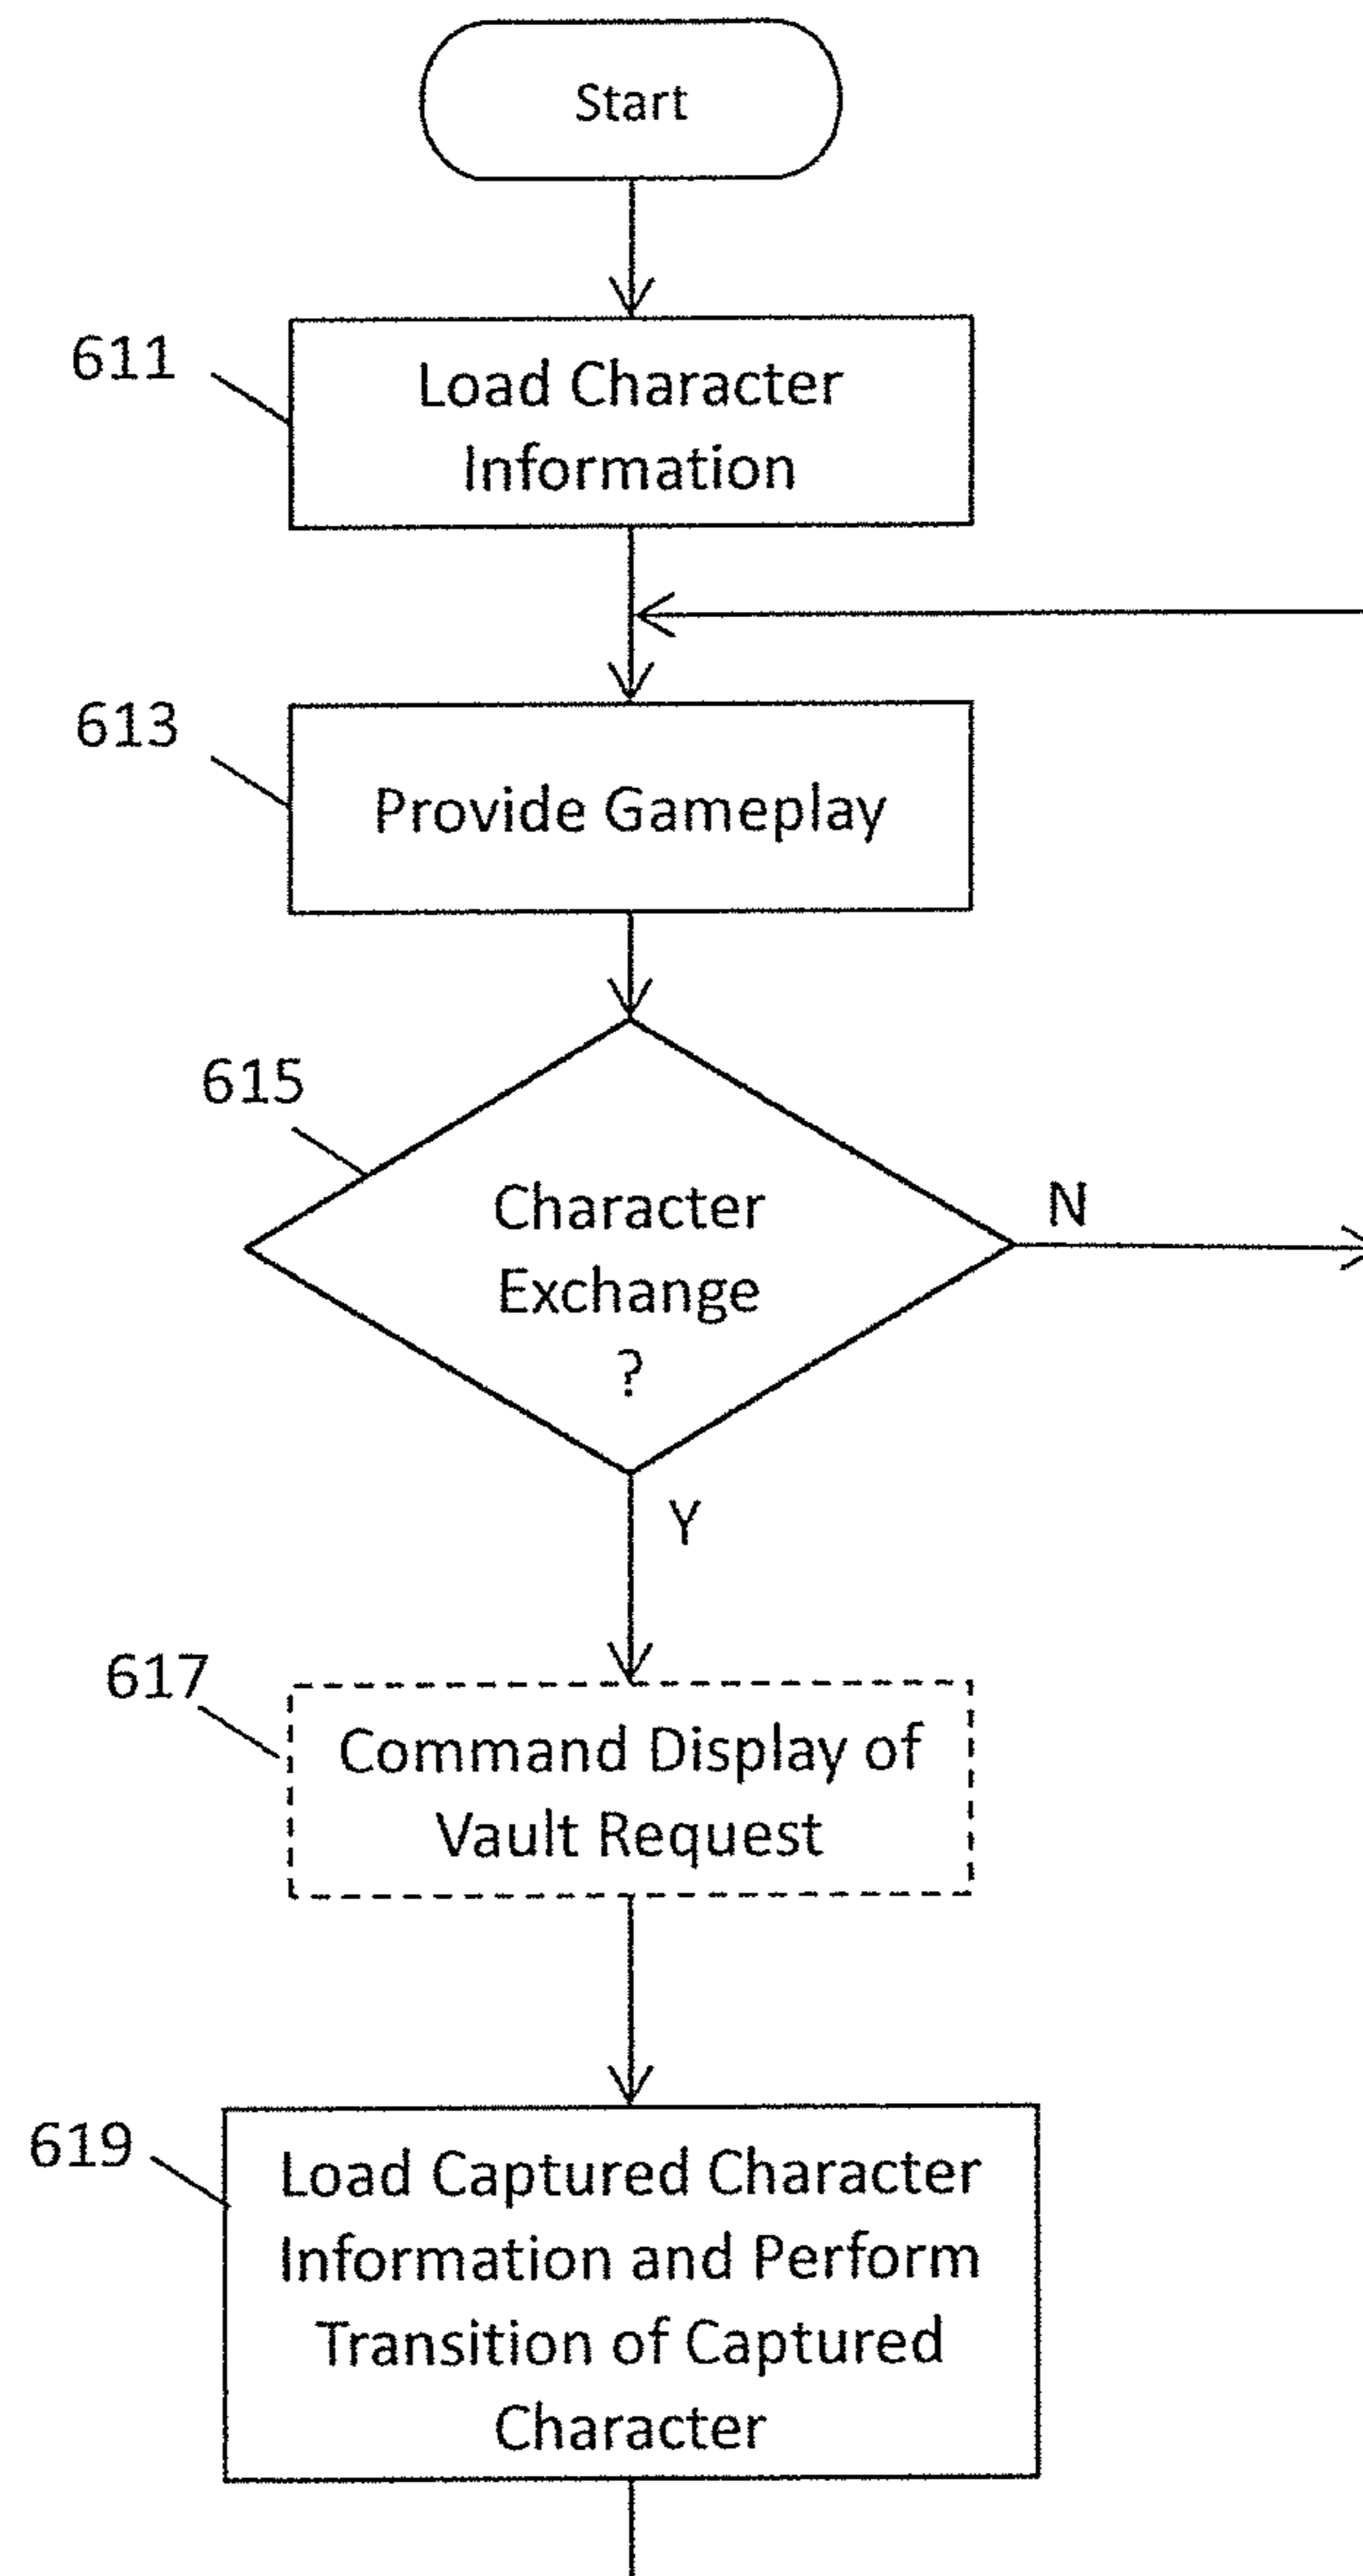 Start
611
Load Character
Information
613
Provide Gameplay
615
Character
Exchange
?
N
Y
617
Command Display of
Vault Request
619
Load Captured Character
Information and Perform
Transition of Captured
Character